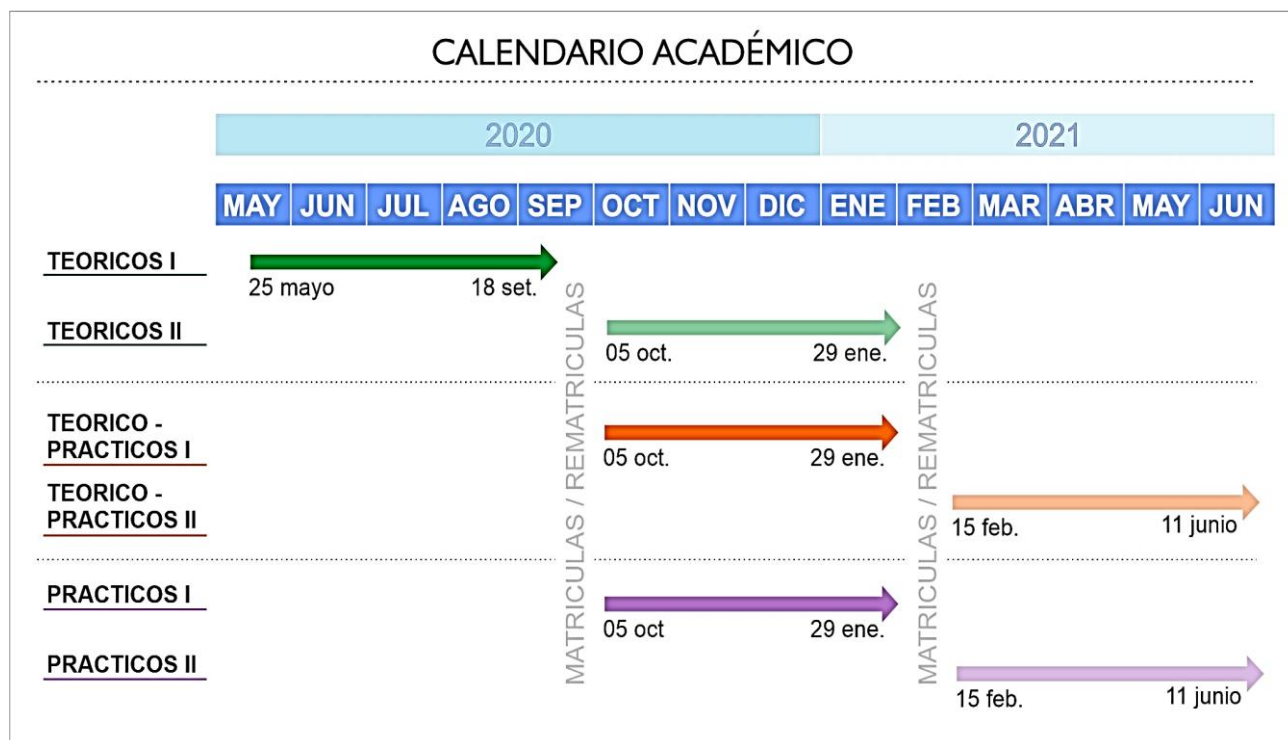 CALENDARIO ACADÉMICO
2020 2021
MAY JUN JUL AGO SEP OCT NOV DIC ENE FEB MAR ABR MAY JUN
TEORICOS I
25 mayo 18 set.
TEORICOS II
05 oct. 29 ene.
MATRICULAS / REMATRICULAS
MATRICULAS / REMATRICULAS
TEORICO -
PRACTICOS I
05 oct. 29 ene.
TEORICO -
PRACTICOS II
15 feb. 11 junio
PRACTICOS I
05 oct 29 ene.
PRACTICOS II
15 feb. 11 junio